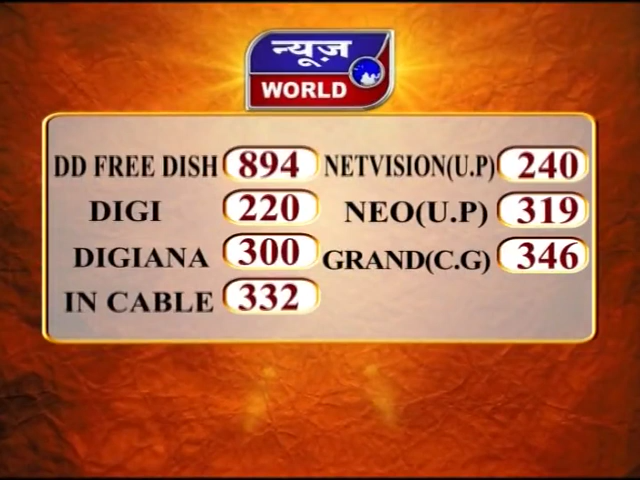 न्यूज़
WORLD
DD FREE DISH 894 NETVISION(U.P) 240
DIGI 220 NEO(U.P) 319
DIGIANA 300 GRAND(C.G) 346
IN CABLE 332